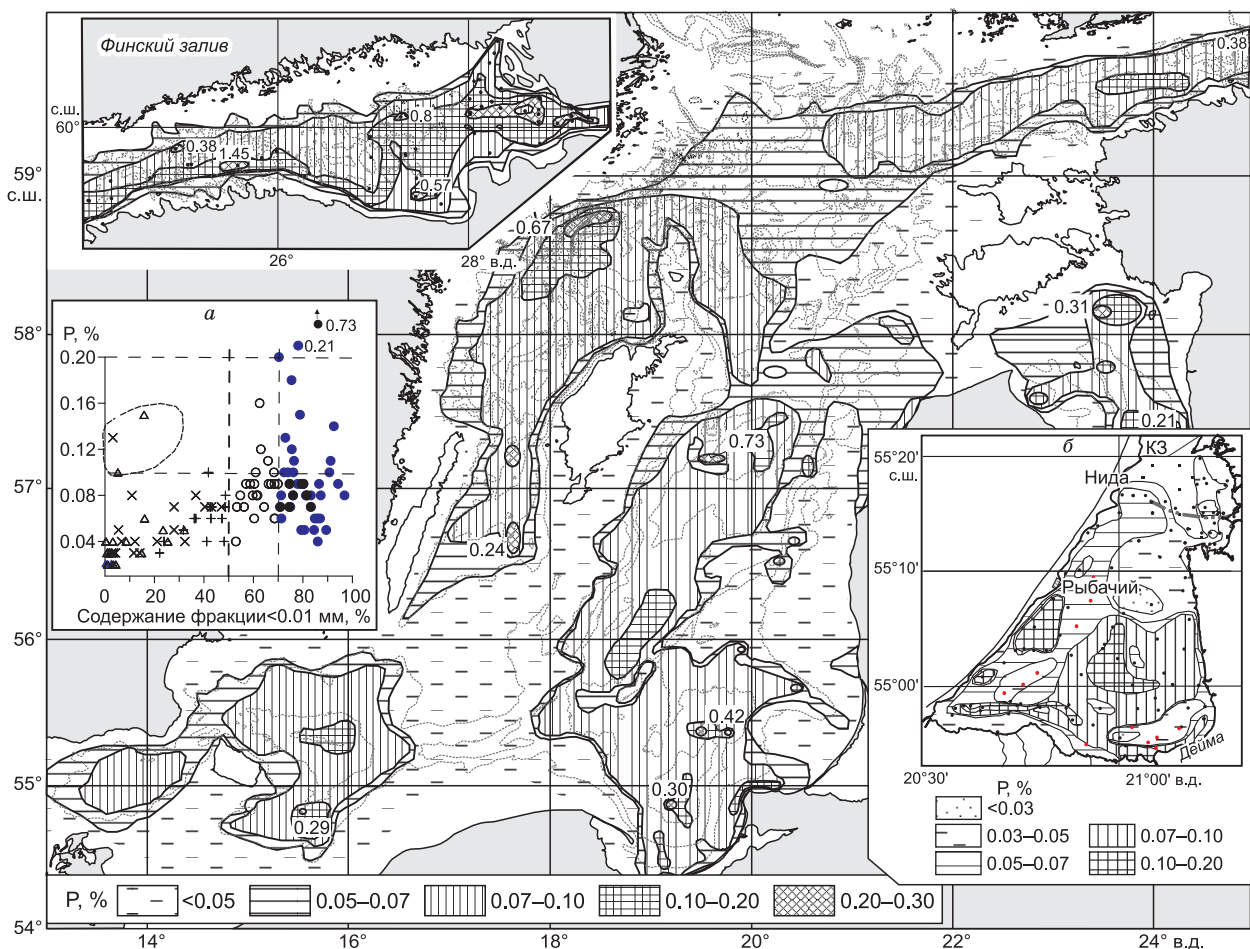 Финский залив
с.ш.
60°
0.8
0.38
1.45
0.57
26°
28° в.д.
0.38
59°
с.ш.
0.67
58°
57°
56°
55°
54°
а
P, %
0.73
0.21
0.20
0.16
0.12
0.08
0.04
0 20 40 60 80 100
Содержание фракции<0.01 мм, %
0.31
0.21
0.73
0.24
0.42
0.30
0.29
б
КЗ
55°20'
с.ш.
Нида
55°10'
Рыбачий
55°00'
Дейма
20°30' 21°00' в.д.
P, %
<0.03
0.03–0.05 0.07–0.10
0.05–0.07 0.10–0.20
P, % <0.05 0.05–0.07 0.07–0.10 0.10–0.20 0.20–0.30
14° 16° 18° 20° 22° 24° в.д.